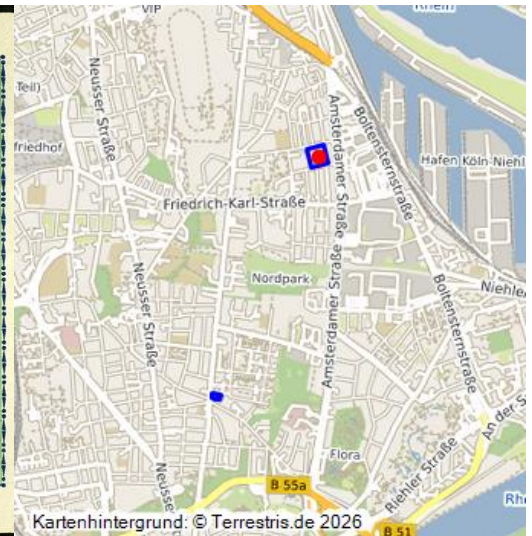 VIP
Rhein
Teil)
Neusser Straße
friedhof
Amsterdamer Straße
Boltensternstraße
Hafen Köln-Niehl
Friedrich-Karl-Straße
Neusser Straße
Nordpark
Amsterdamer Straße
Niehler
Boltensternstraße
An der S
Flora
Riehler Straße
Neusser
B 55a
Rhe
B 51
Kartenhintergrund: © Terrestris.de 2026